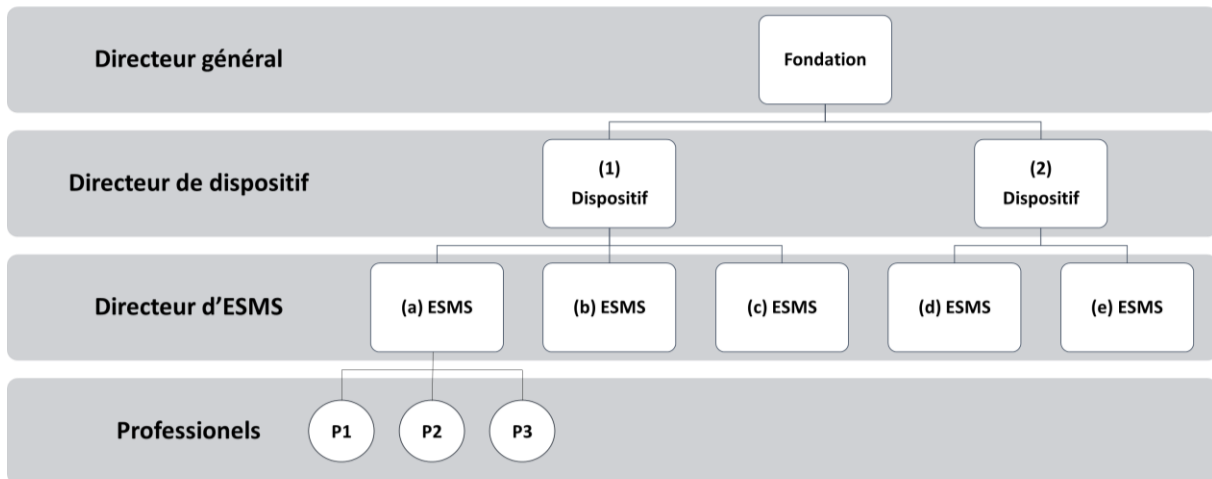 Directeur général
Fondation
Directeur de dispositif
(1)
Dispositif
(2)
Dispositif
Directeur d’ESMS
(a) ESMS
(b) ESMS
(c) ESMS
(d) ESMS
(e) ESMS
Professionels
P1
P2
P3